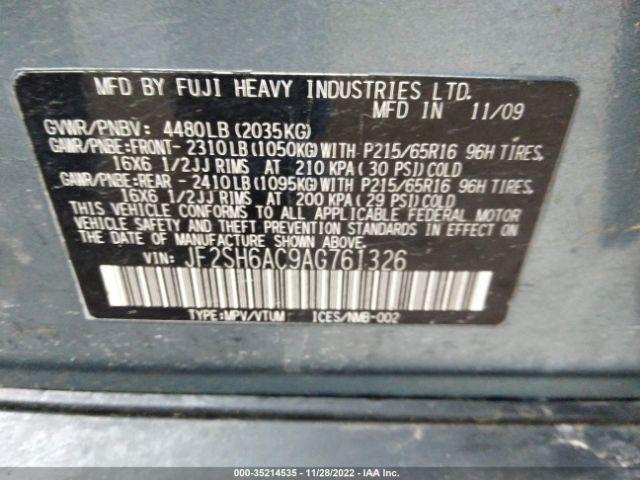 MFD BY FUJI HEAVY INDUSTRIES LTD.
MFD IN 11/09
GVWR/PNBV: 4480LB(2035KG)
GAWR/PNBE:FRONT- 2310LB(1050KG)WITH P215/65R16 96H TIRES,
16X6 1/2JJ RIMS AT 210 KPA(30 PSI)COLD
GAWR/PNBE:REAR - 2410LB(1095KG)WITH P215/65R16 96H TIRES,
16X6 1/2JJ RIMS AT 200 KPA(29 PSI)COLD
THIS VEHICLE CONFORMS TO ALL APPLICABLE FEDERAL MOTOR
VEHICLE SAFETY AND THEFT PREVENTION STANDARDS IN EFFECT
ON THE DATE OF MANUFACTURE SHOWN ABOVE.
VIN: JF2SH6AC9AG761326
TYPE:MPV/VTUM ICES/NMB-002
© - 35214535 - 11/28/2022 - IAA Inc.